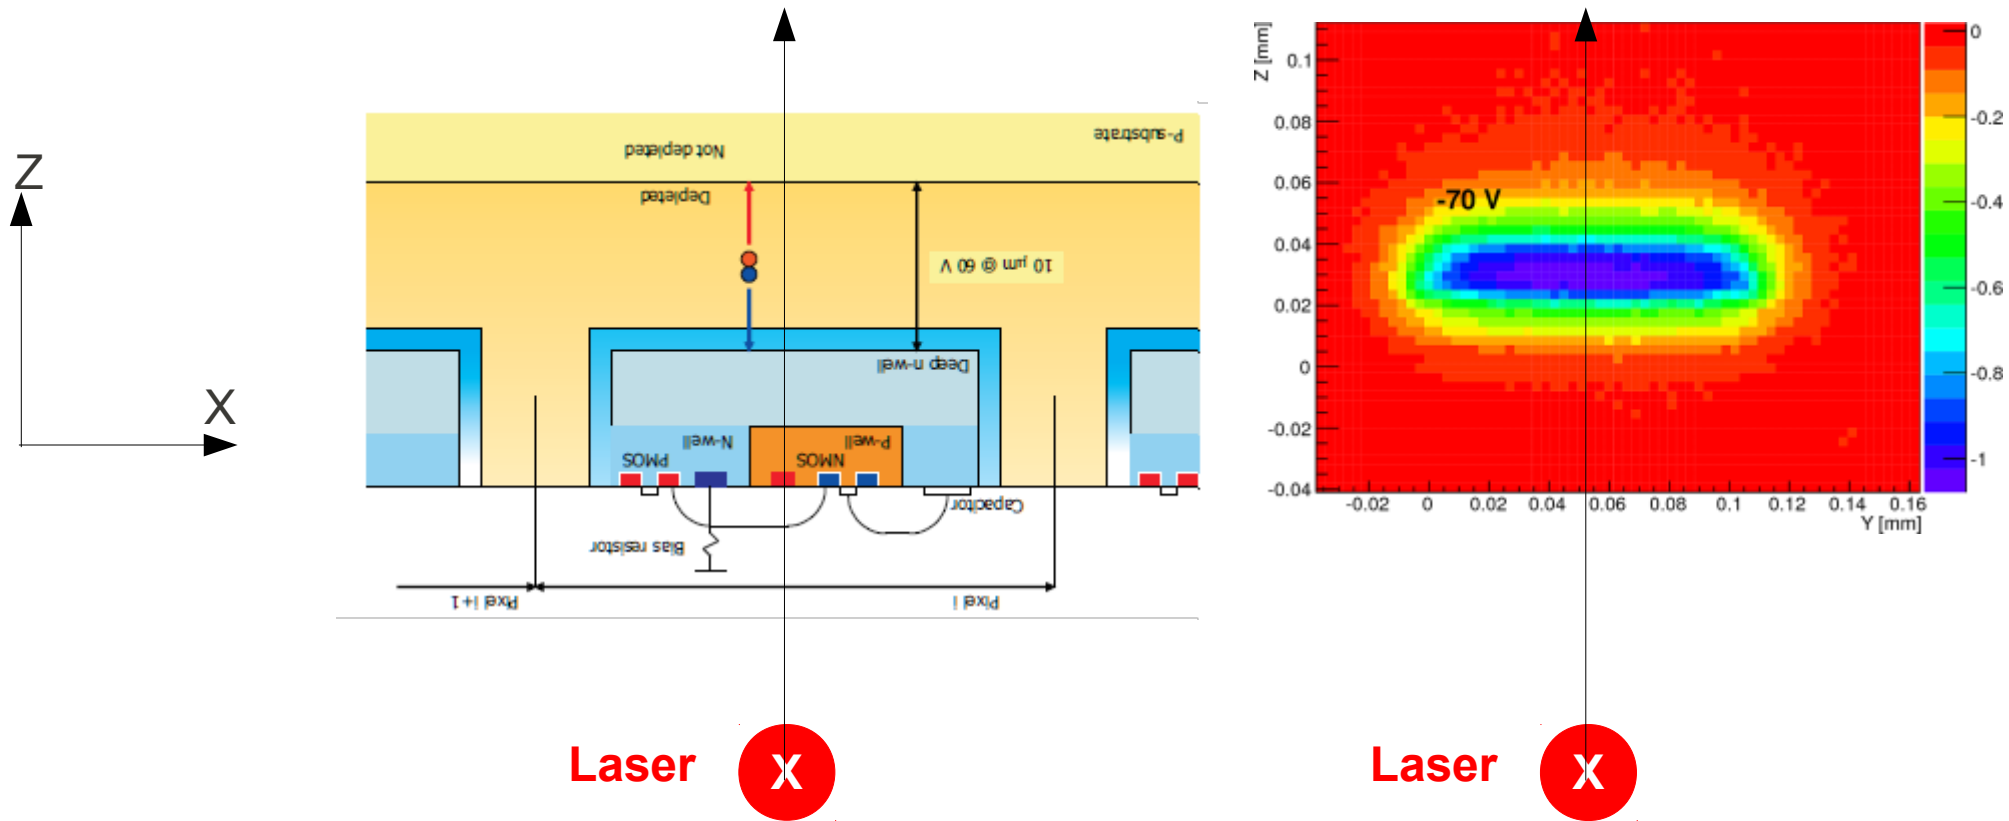 Z
X
P-substrate
Not depleted
Depleted
10 µm @ 60 V
Deep n-well
N-well
P-well
PMOS
NMOS
Capacitor
Bias resistor
Pixel i+1
Pixel i
Laser
X
Z [mm]
0.1
0.08
0.06
0.04
0.02
0
-0.02
-0.04
-70 V
-0.02 0 0.02 0.04 0.06 0.08 0.1 0.12 0.14 0.16
Y [mm]
0
-0.2
-0.4
-0.6
-0.8
-1
Laser
X